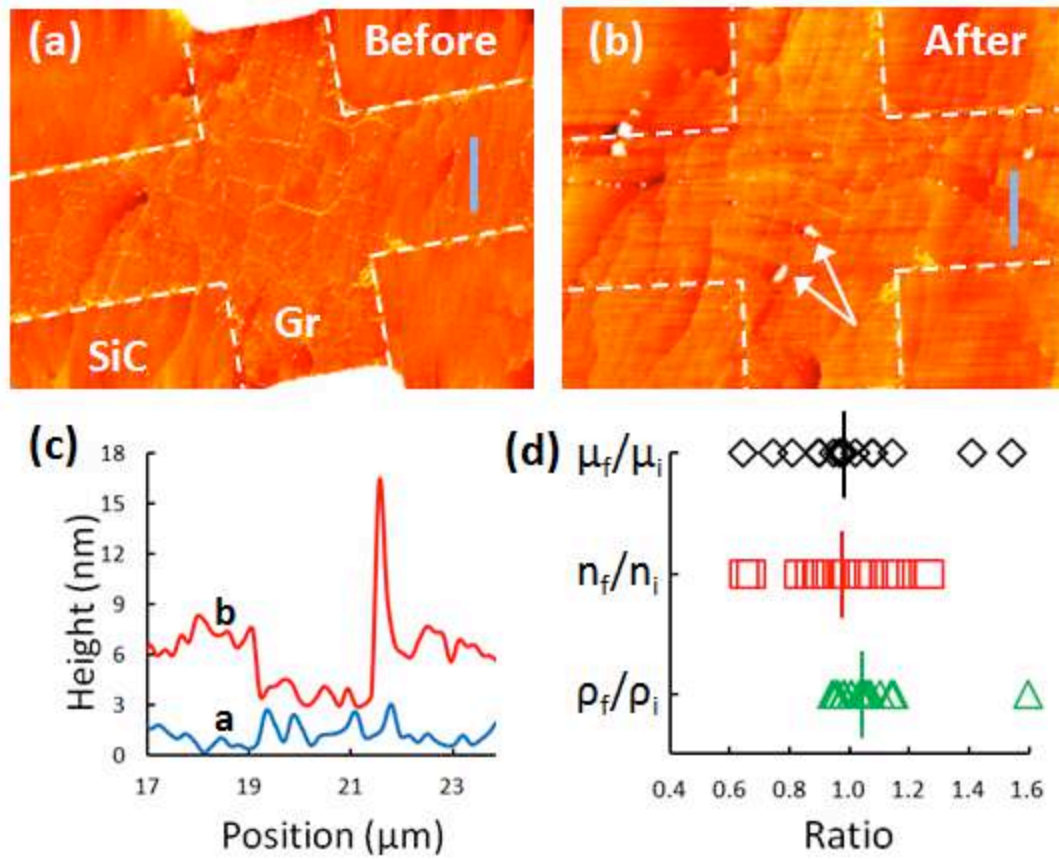 (a) Before
SiC
Gr
(b) After
(c)
Height (nm)
18
15
12
9
6
3
0
b
a
17 19 21 23
Position (μm)
(d)
μf/μi
nf/ni
ρf/ρi
0.4 0.6 0.8 1.0 1.2 1.4 1.6
Ratio